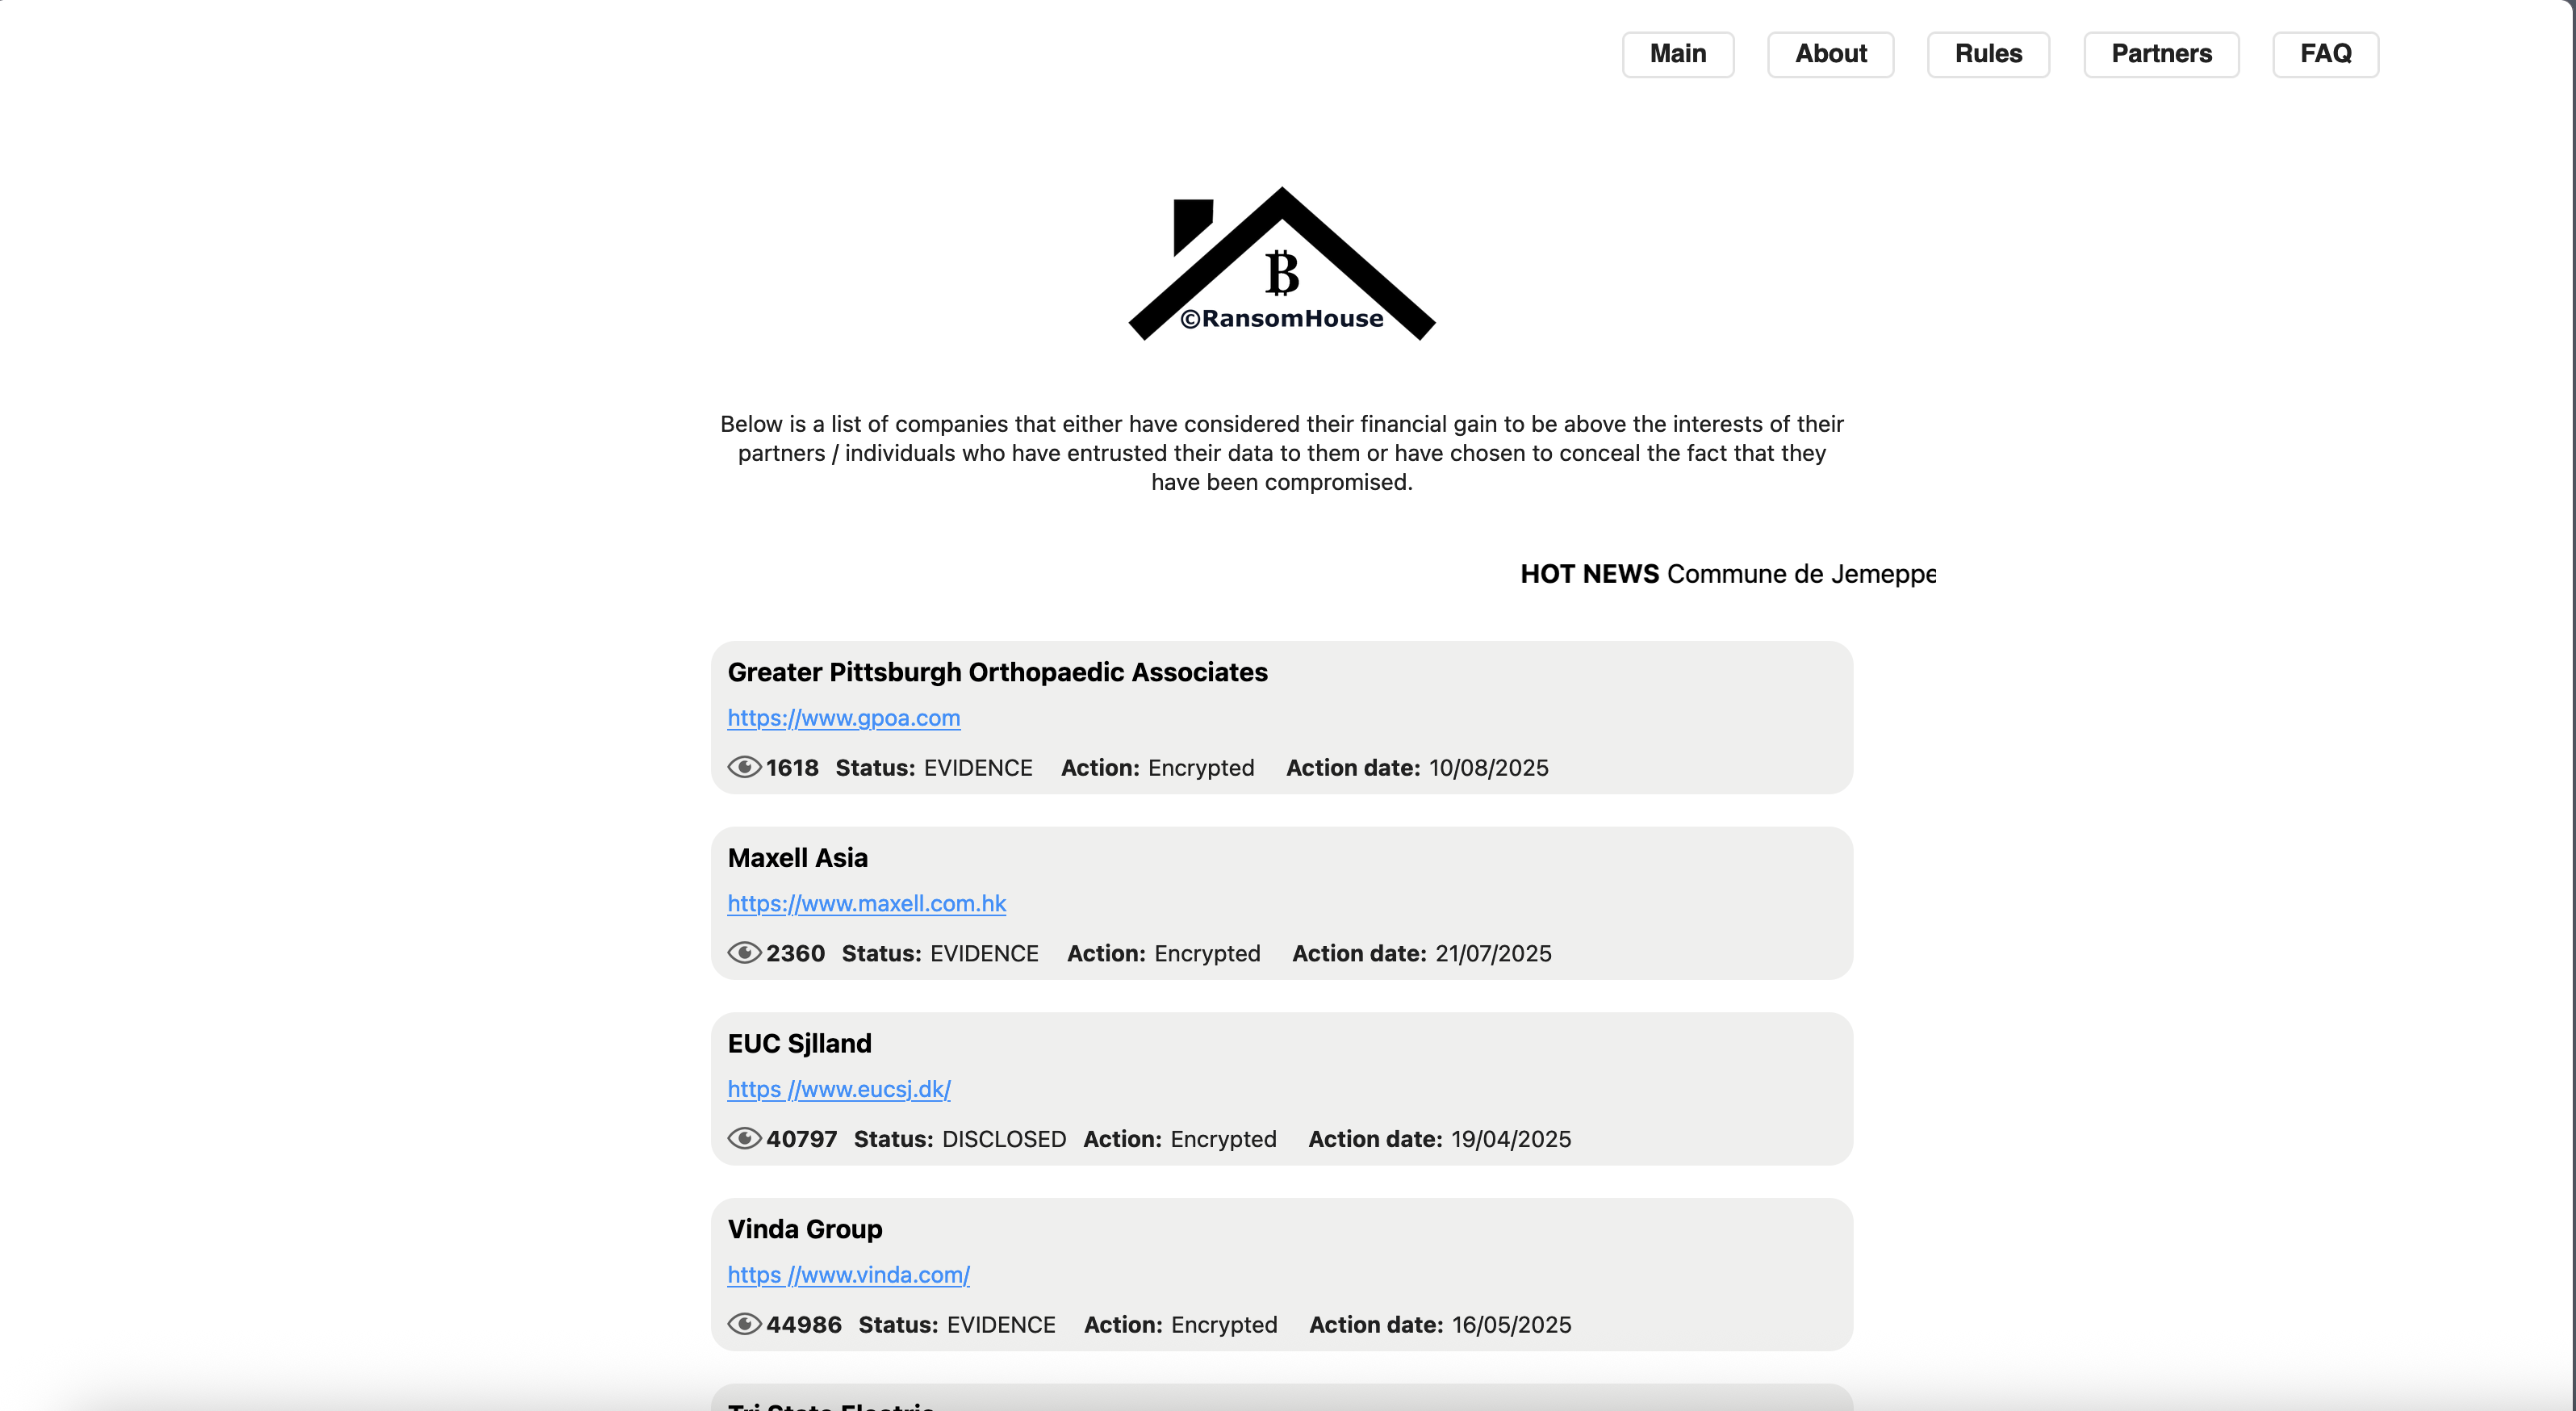 Main About Rules Partners FAQ
₿
©RansomHouse
Below is a list of companies that either have considered their financial gain to be above the interests of their
partners / individuals who have entrusted their data to them or have chosen to conceal the fact that they
have been compromised.
HOT NEWS Commune de Jemeppe
Greater Pittsburgh Orthopaedic Associates
https://www.gpoa.com
1618 Status: EVIDENCE Action: Encrypted Action date: 10/08/2025
Maxell Asia
https://www.maxell.com.hk
2360 Status: EVIDENCE Action: Encrypted Action date: 21/07/2025
EUC Sjlland
https //www.eucsj.dk/
40797 Status: DISCLOSED Action: Encrypted Action date: 19/04/2025
Vinda Group
https //www.vinda.com/
44986 Status: EVIDENCE Action: Encrypted Action date: 16/05/2025
Tri State Electric